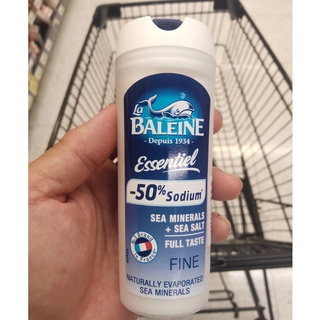 La
BALEINE
- Depuis 1934 -
Essentiel
-50% Sodium*
SEA MINERALS
+ SEA SALT
FULL TASTE
FINE
NATURALLY EVAPORATED
SEA MINERALS